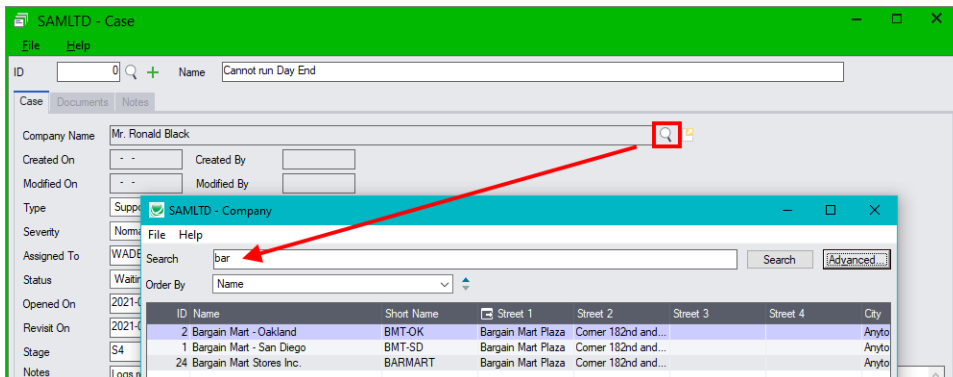 SAMLTD - Case
File Help
ID 0 Name Cannot run Day End
Case Documents Notes
Company Name Mr. Ronald Black
Created On - - Created By
Modified On - - Modified By
Type
Severity
Assigned To
Status
Opened On
Revisit On
Stage S4
Notes
SAMLTD - Company
File Help
Search bar Search Advanced...
Order By Name
ID Name Short Name Street 1 Street 2 Street 3 Street 4 City
2 Bargain Mart - Oakland BMT-OK Bargain Mart Plaza Corner 182nd and...
1 Bargain Mart - San Diego BMT-SD Bargain Mart Plaza Corner 182nd and...
24 Bargain Mart Stores Inc. BARMART Bargain Mart Plaza Corner 182nd and...